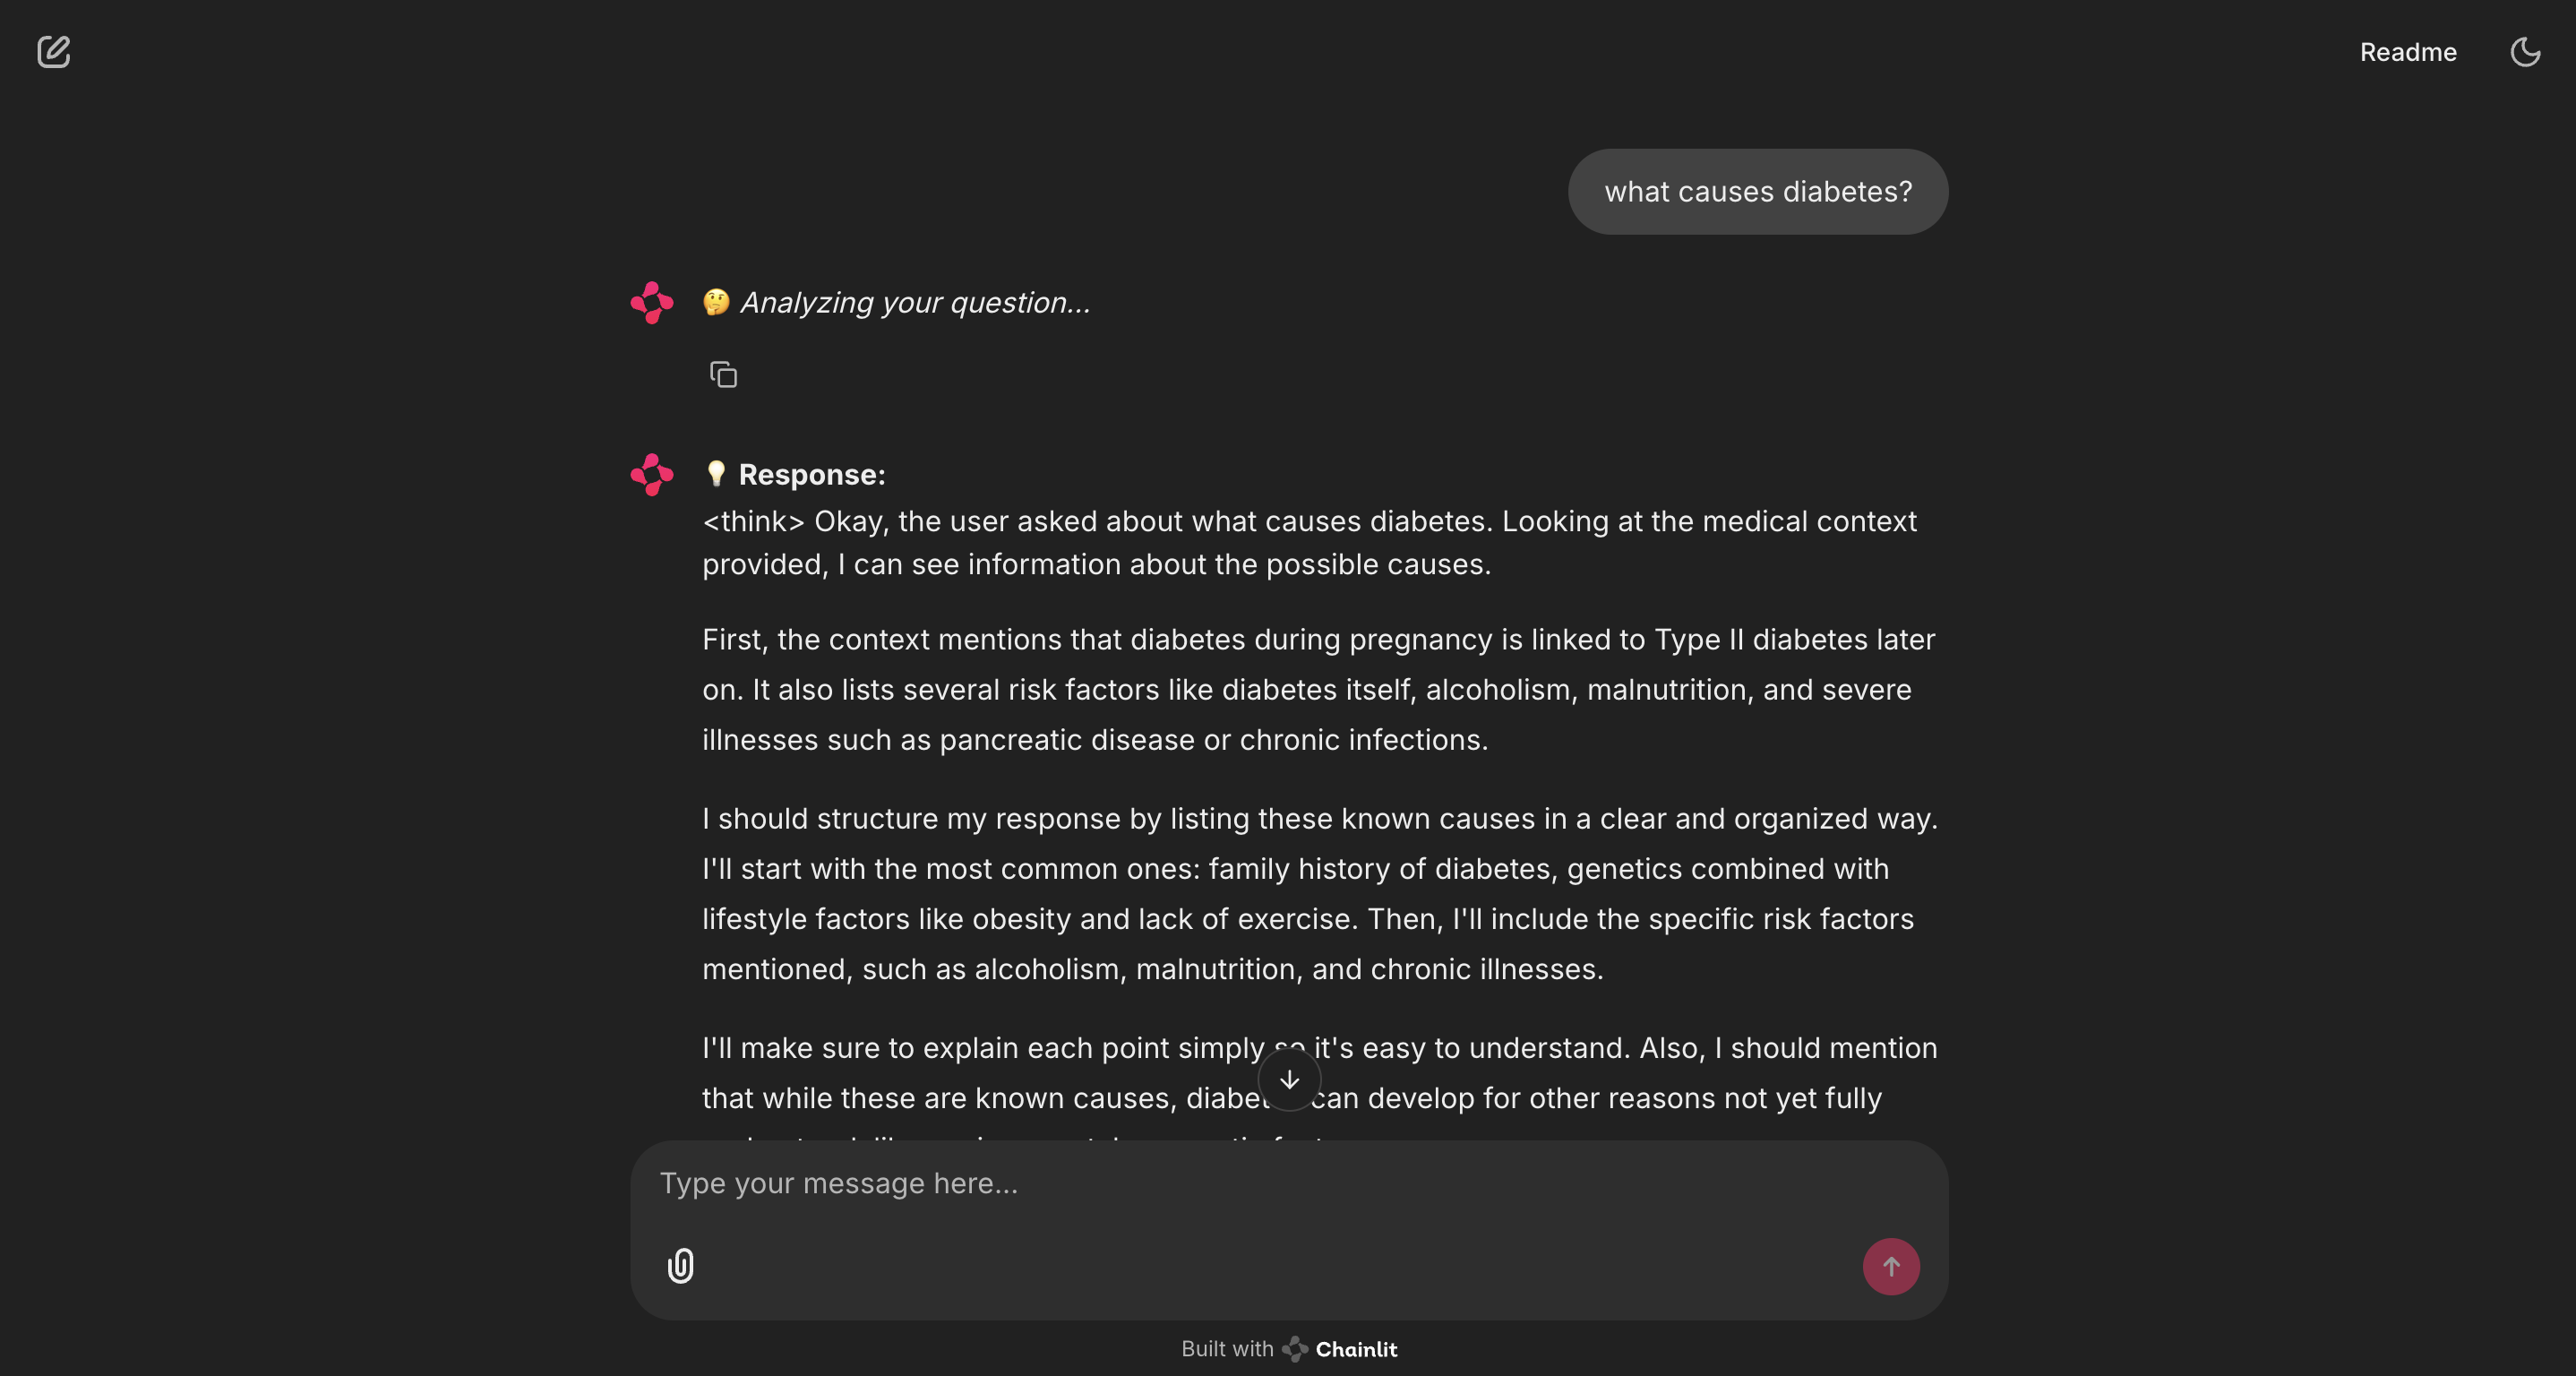 Readme
what causes diabetes?
🤔 Analyzing your question...
💡 Response:
<think> Okay, the user asked about what causes diabetes. Looking at the medical context
provided, I can see information about the possible causes.
First, the context mentions that diabetes during pregnancy is linked to Type II diabetes later
on. It also lists several risk factors like diabetes itself, alcoholism, malnutrition, and severe
illnesses such as pancreatic disease or chronic infections.
I should structure my response by listing these known causes in a clear and organized way.
I'll start with the most common ones: family history of diabetes, genetics combined with
lifestyle factors like obesity and lack of exercise. Then, I'll include the specific risk factors
mentioned, such as alcoholism, malnutrition, and chronic illnesses.
I'll make sure to explain each point simply so it's easy to understand. Also, I should mention
that while these are known causes, can develop for other reasons not yet fully
Type your message here...
Built with Chainlit